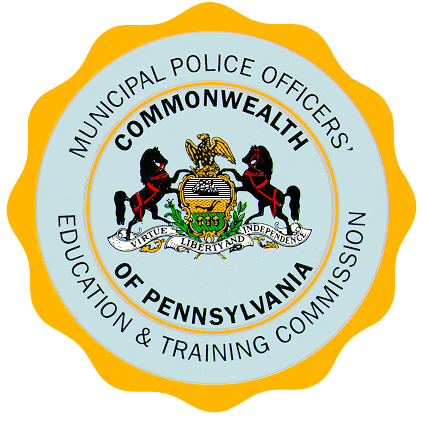 MUNICIPAL POLICE OFFICERS'
EDUCATION & TRAINING COMMISSION
COMMONWEALTH
OF PENNSYLVANIA
VIRTUE LIBERTY AND INDEPENDENCE